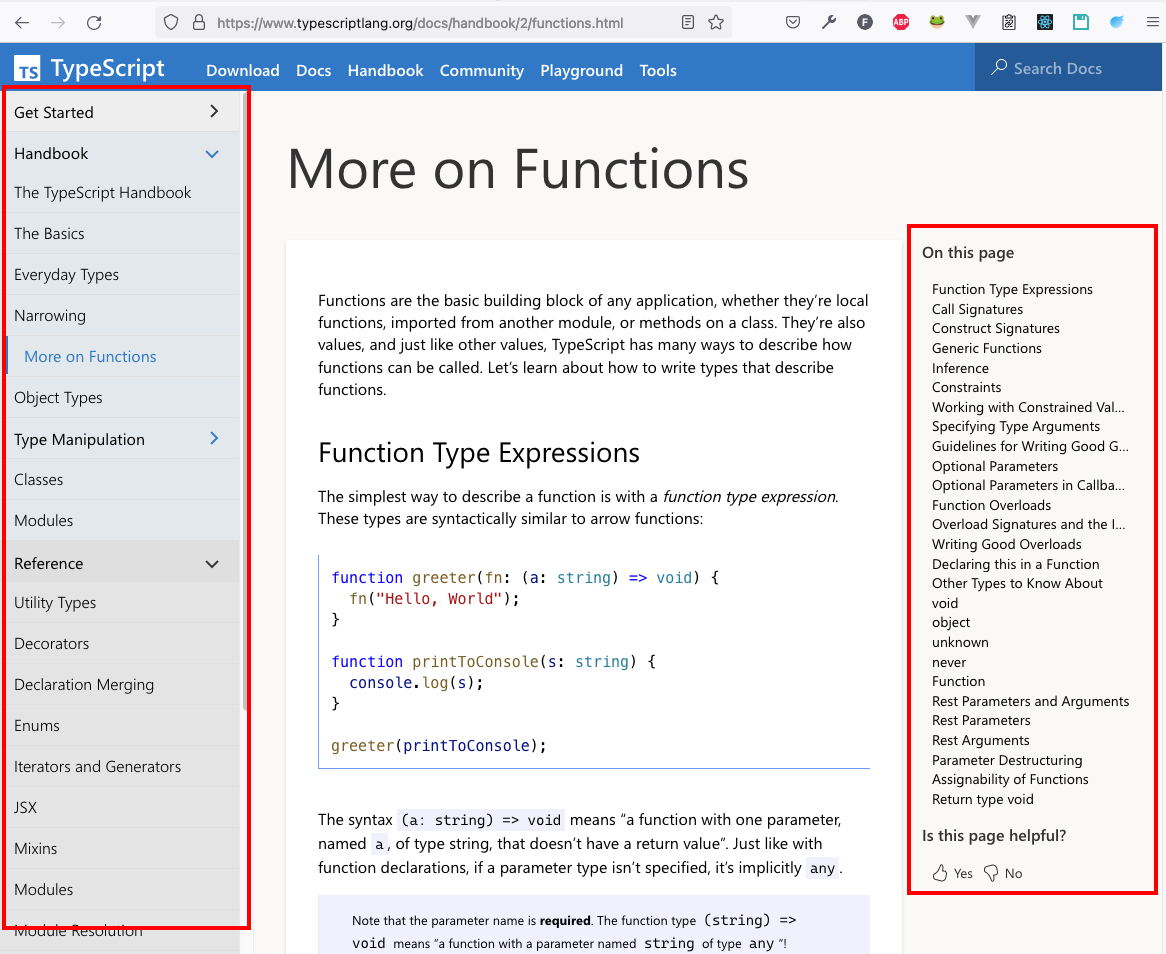 https://www.typescriptlang.org/docs/handbook/2/functions.html
F
ABP
TS TypeScript
Download Docs Handbook Community Playground Tools
Search Docs
Get Started
Handbook
The TypeScript Handbook
The Basics
Everyday Types
Narrowing
More on Functions
Object Types
Type Manipulation
Classes
Modules
Reference
Utility Types
Decorators
Declaration Merging
Enums
Iterators and Generators
JSX
Mixins
Modules
Module Resolution
More on Functions
Functions are the basic building block of any application, whether they’re local
functions, imported from another module, or methods on a class. They’re also
values, and just like other values, TypeScript has many ways to describe how
functions can be called. Let’s learn about how to write types that describe
functions.
Function Type Expressions
The simplest way to describe a function is with a function type expression.
These types are syntactically similar to arrow functions:
function greeter(fn: (a: string) => void) {
  fn("Hello, World");
}
function printToConsole(s: string) {
  console.log(s);
}
greeter(printToConsole);
The syntax (a: string) => void means “a function with one parameter,
named a, of type string, that doesn’t have a return value”. Just like with
function declarations, if a parameter type isn’t specified, it’s implicitly any.
Note that the parameter name is required. The function type (string) =>
void means “a function with a parameter named string of type any “!
On this page
Function Type Expressions
Call Signatures
Construct Signatures
Generic Functions
Inference
Constraints
Working with Constrained Val...
Specifying Type Arguments
Guidelines for Writing Good G...
Optional Parameters
Optional Parameters in Callba...
Function Overloads
Overload Signatures and the I...
Writing Good Overloads
Declaring this in a Function
Other Types to Know About
void
object
unknown
never
Function
Rest Parameters and Arguments
Rest Parameters
Rest Arguments
Parameter Destructuring
Assignability of Functions
Return type void
Is this page helpful?
Yes No